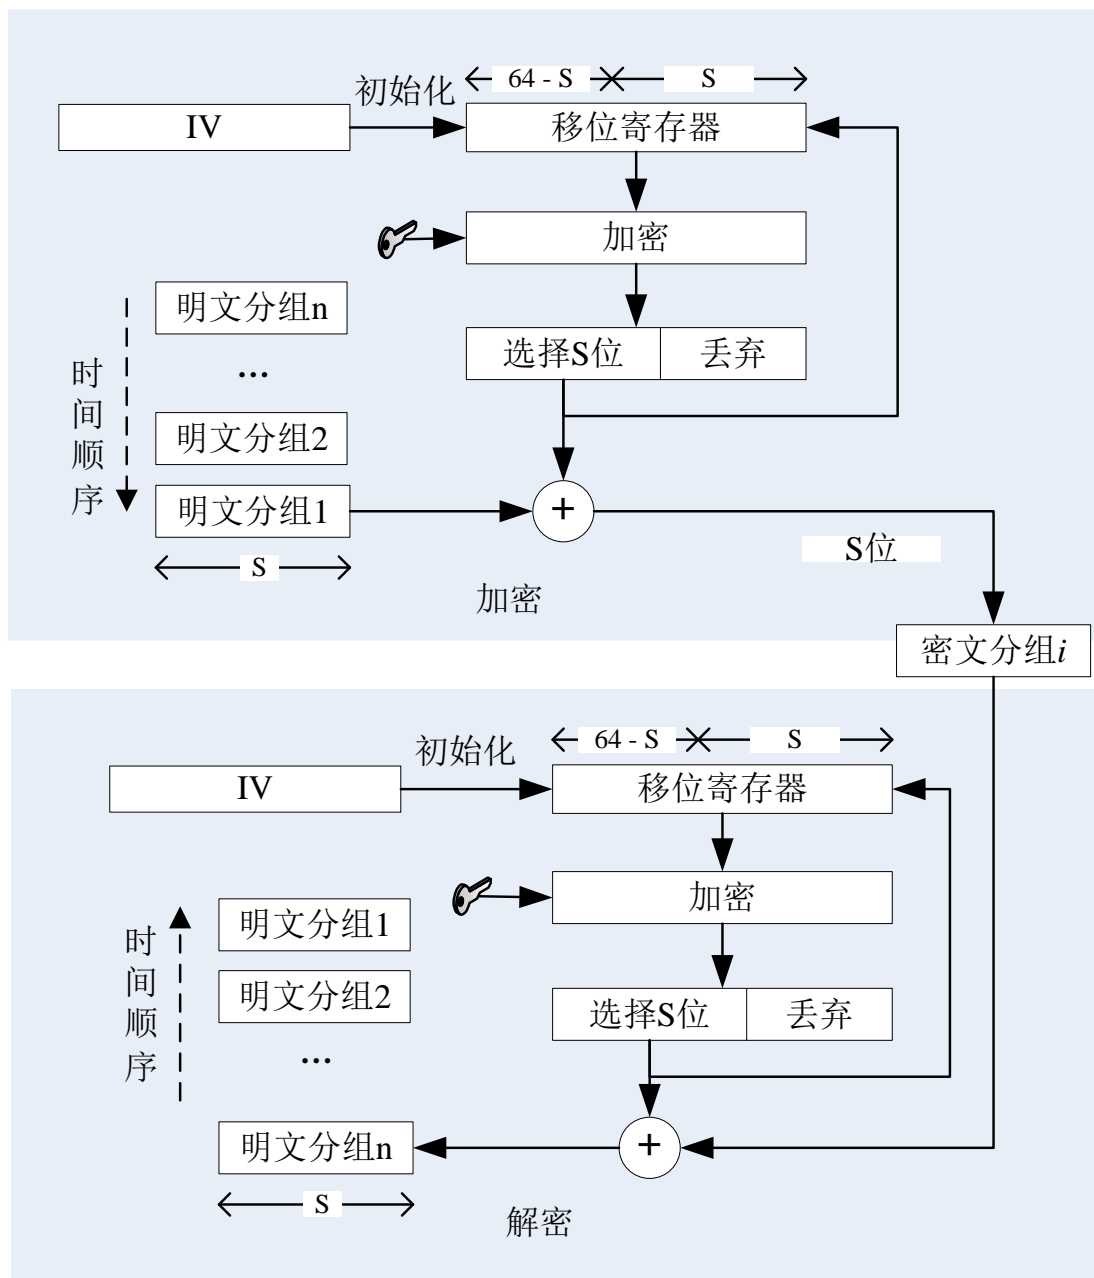 64 - S
S
初始化
IV
移位寄存器
加密
明文分组n
选择S位
丢弃
...
时间顺序
明文分组2
明文分组1
+
S位
S
加密
密文分组i
64 - S
S
初始化
IV
移位寄存器
加密
明文分组1
时间顺序
明文分组2
选择S位
丢弃
...
明文分组n
+
S
解密